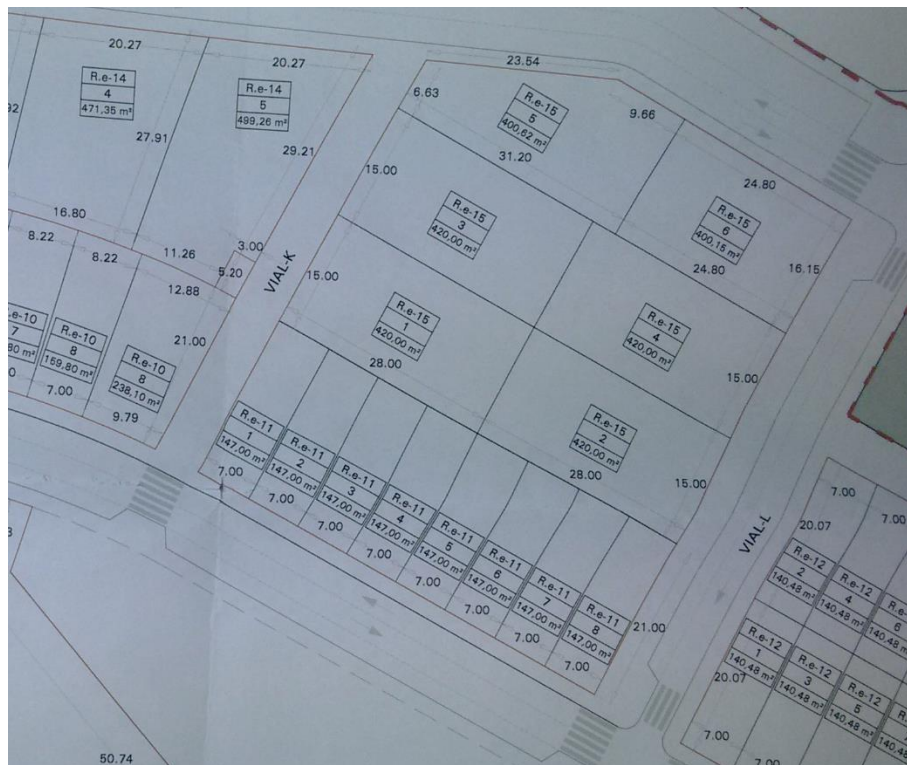 20.27
20.27
23.54
R.e-14
4
471,35 m²
R.e-14
5
499,26 m²
6.63
R.e-15
5
400,62 m²
9.66
27.91
29.21
31.20
15.00
24.80
R.e-15
3
420,00 m²
R.e-15
6
400,15 m²
16.80
8.22
8.22
11.26
3.00
5.20
12.88
VIAL-K
15.00
24.80
16.15
R.e-15
1
420,00 m²
R.e-15
4
420,00 m²
7
R.e-10
8
159,80 m²
21.00
R.e-10
8
238,10 m²
7.00
9.79
28.00
15.00
R.e-15
2
420,00 m²
28.00
15.00
R.e-11
1
147,00 m²
R.e-11
2
147,00 m²
R.e-11
3
147,00 m²
R.e-11
4
147,00 m²
R.e-11
5
147,00 m²
R.e-11
6
147,00 m²
R.e-11
7
147,00 m²
R.e-11
8
147,00 m²
7.00
7.00
7.00
7.00
7.00
7.00
7.00
7.00
21.00
VIAL-L
7.00
7.00
20.07
R.e-12
2
140,48 m²
R.e-12
4
140,48 m²
6
140,48
R.e-12
1
140,48 m²
R.e-12
3
140,48 m²
R.e-12
5
140,48 m²
20.07
7.00
7.00
50.74